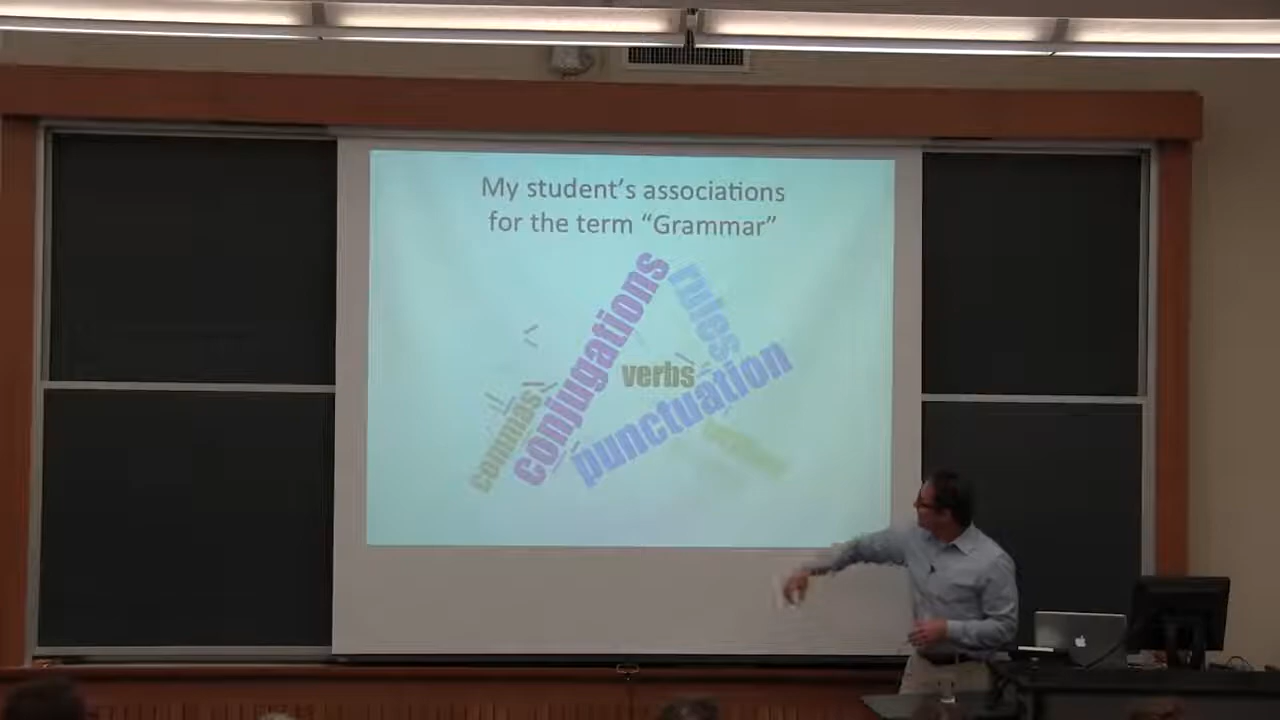 My student’s associations
for the term “Grammar”
conjugations
rules
verbs
punctuation
commas